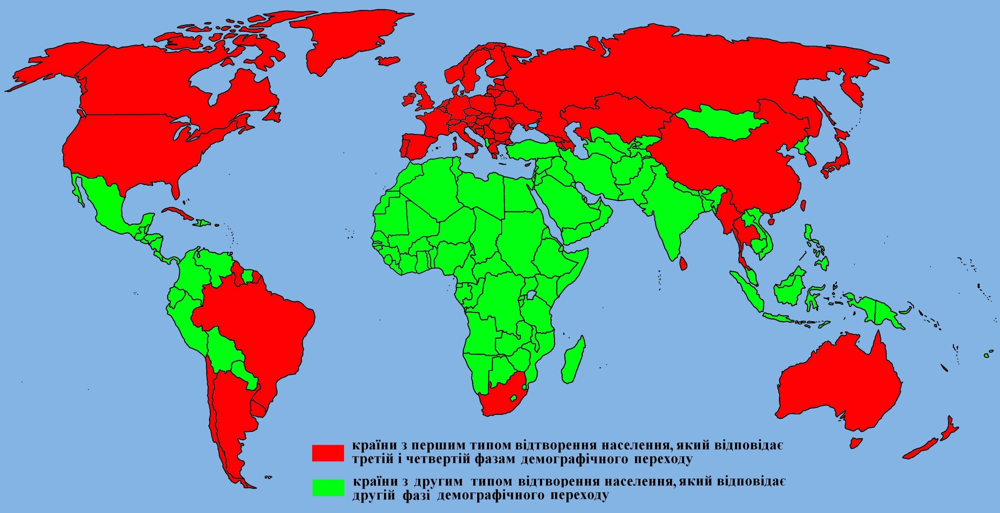 країни з першим типом відтворення населення, який відповідає
третій і четвертій фазам демографічного переходу
країни з другим типом відтворення населення, який відповідає
другій фазі демографічного переходу